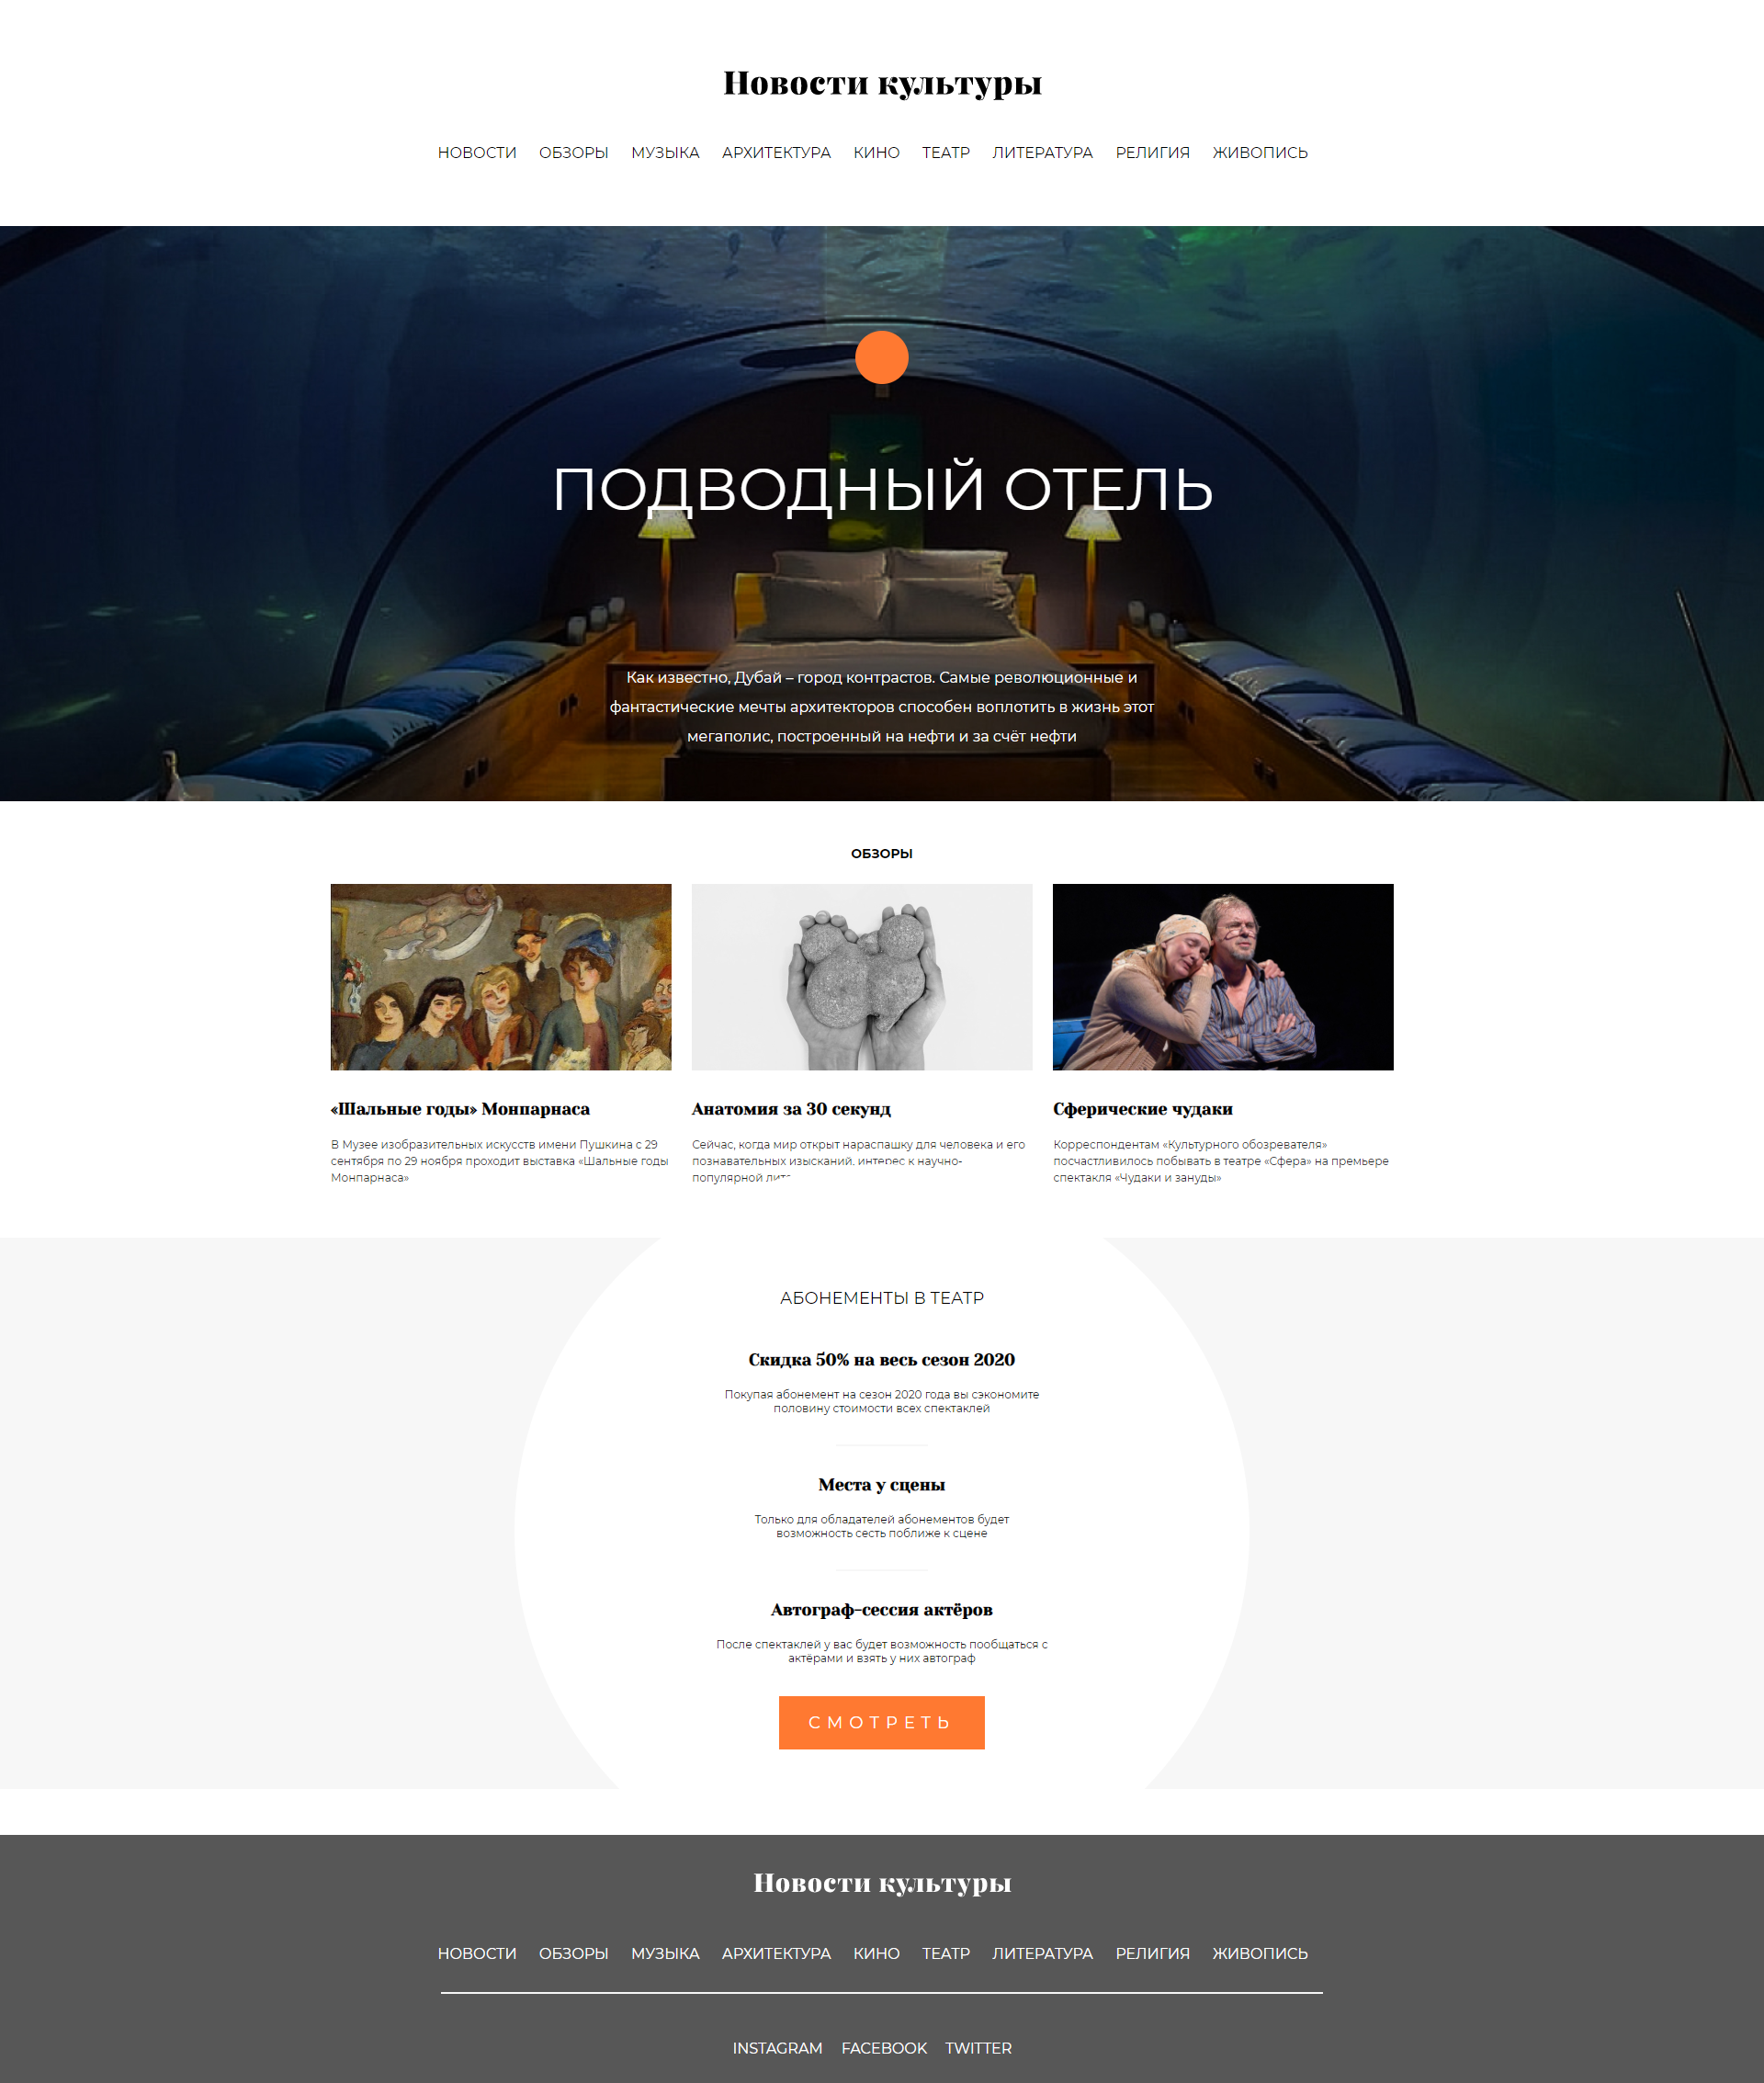 Новости культуры
НОВОСТИ ОБЗОРЫ МУЗЫКА АРХИТЕКТУРА КИНО ТЕАТР ЛИТЕРАТУРА РЕЛИГИЯ ЖИВОПИСЬ
ПОДВОДНЫЙ ОТЕЛЬ
Как известно, Дубай – город контрастов. Самые революционные и
фантастические мечты архитекторов способен воплотить в жизнь этот
мегаполис, построенный на нефти и за счёт нефти
ОБЗОРЫ
«Шальные годы» Монпарнаса
В Музее изобразительных искусств имени Пушкина с 29
сентября по 29 ноября проходит выставка «Шальные годы
Монпарнаса»
Анатомия за 30 секунд
Сейчас, когда мир открыт нараспашку для человека и его
познавательных изысканий, интерес к научно-
популярной
Сферические чудаки
Корреспондентам «Культурного обозревателя»
посчастливилось побывать в театре «Сфера» на премьере
спектакля «Чудаки и зануды»
АБОНЕМЕНТЫ В ТЕАТР
Скидка 50% на весь сезон 2020
Покупая абонемент на сезон 2020 года вы сэкономите
половину стоимости всех спектаклей
Места у сцены
Только для обладателей абонементов будет
возможность сесть поближе к сцене
Автограф-сессия актёров
После спектаклей у вас будет возможность пообщаться с
актёрами и взять у них автограф
СМОТРЕТЬ
Новости культуры
НОВОСТИ ОБЗОРЫ МУЗЫКА АРХИТЕКТУРА КИНО ТЕАТР ЛИТЕРАТУРА РЕЛИГИЯ ЖИВОПИСЬ
INSTAGRAM FACEBOOK TWITTER